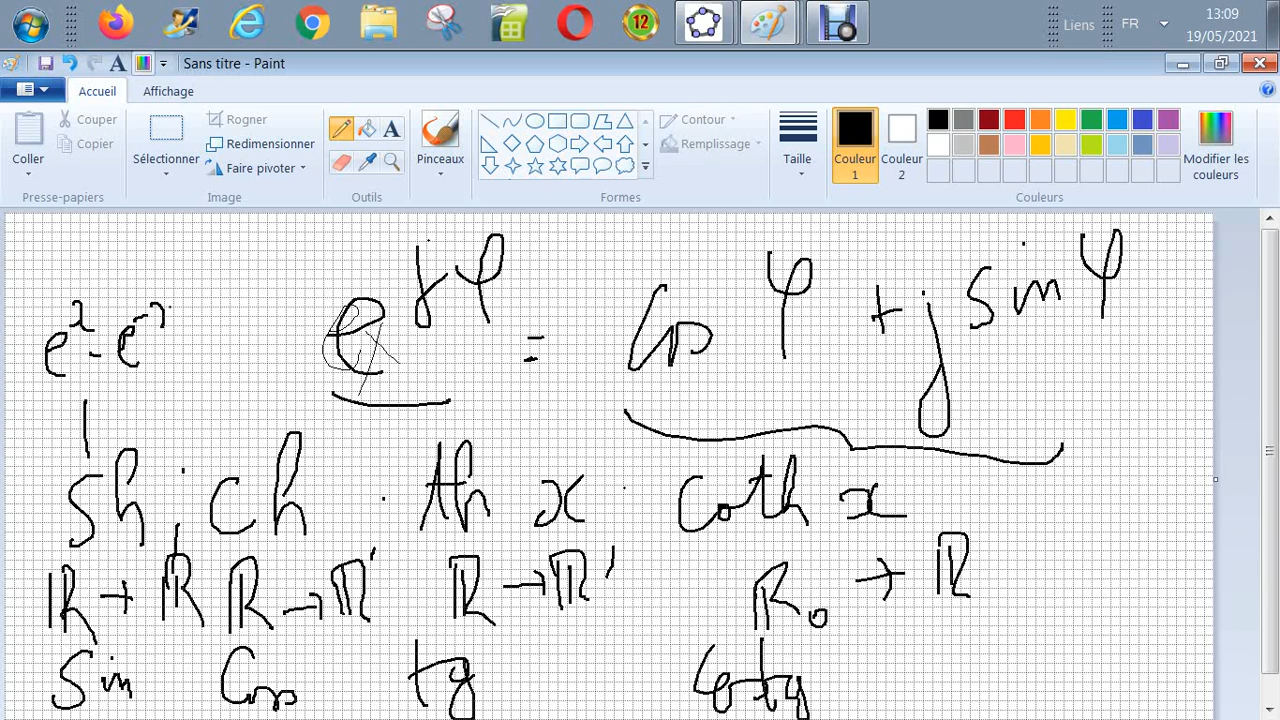 12
Liens FR 13:09
19/05/2021
Sans titre - Paint
Accueil Affichage
Coller Couper Copier
Presse-papiers
Sélectionner Rogner Redimensionner Faire pivoter
Image
Outils
Pinceaux
Contour Remplissage
Formes
Taille
Couleur 1 Couleur 2 Modifier les couleurs
Couleurs
e^{jφ} = Cos φ + j sin φ
sh ch th x coth x
ℝ → ℝ ℝ → ℝ ℝ → ℝ ℝ₀ → ℝ
Sin Cos tg Cotg